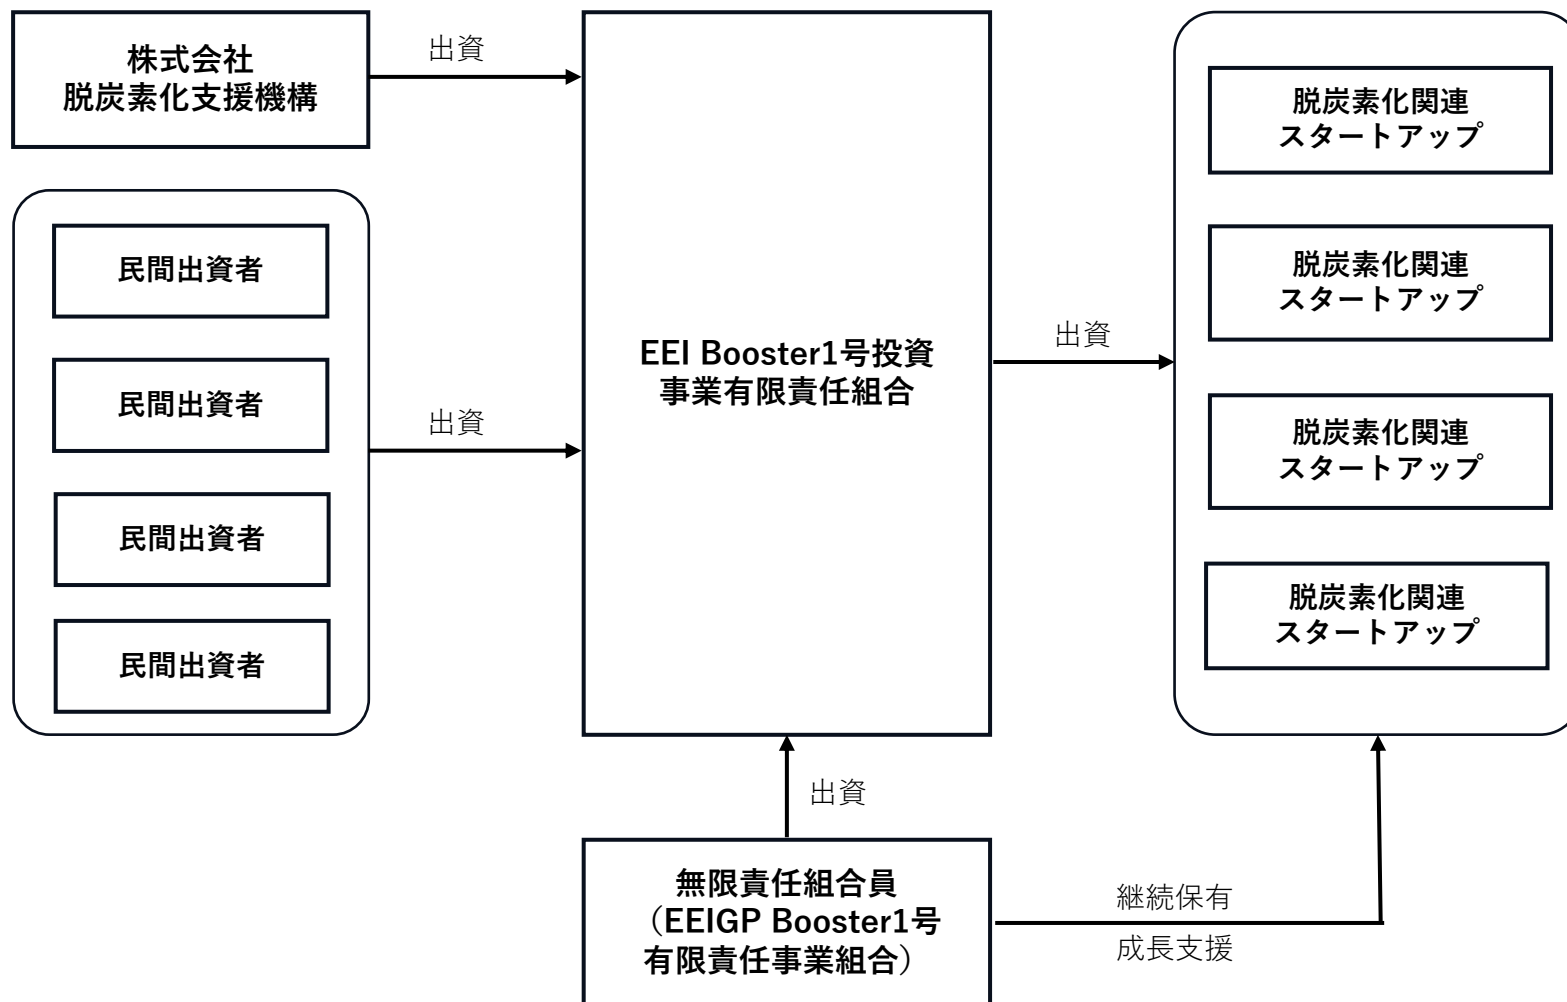 株式会社
脱炭素化支援機構
出資
民間出資者
民間出資者
民間出資者
民間出資者
出資
EEI Booster1号投資
事業有限責任組合
出資
脱炭素化関連
スタートアップ
脱炭素化関連
スタートアップ
脱炭素化関連
スタートアップ
脱炭素化関連
スタートアップ
出資
無限責任組合員
（EEIGP Booster1号
有限責任事業組合）
継続保有
成長支援